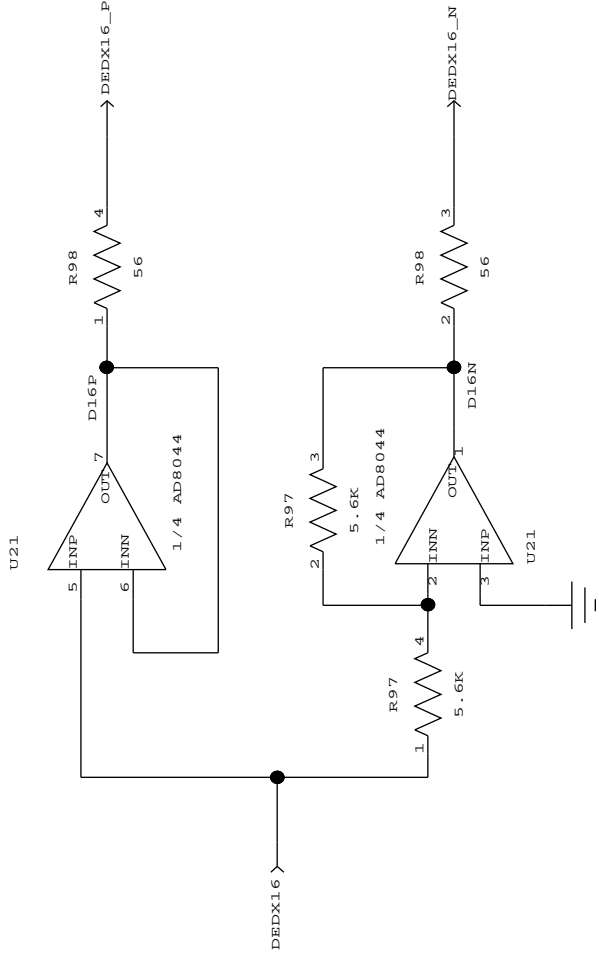 DEDX16_P
DEDX16_N
4
R98
56
1
3
R98
56
2
D16P
D16N
7
OUT
1/4 AD8044
U21
INP
INN
5
6
3
R97
5.6K
2
1/4 AD8044
1
OUT
INN
INP
U21
2
3
4
R97
5.6K
1
DEDX16